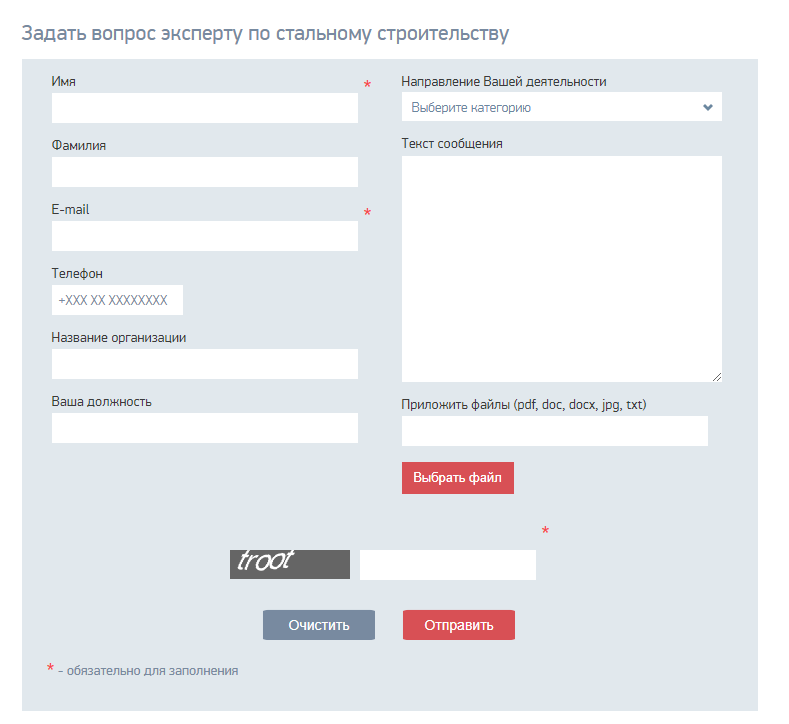 Задать вопрос эксперту по стальному строительству
Имя
*
Фамилия
E-mail
*
Телефон
+XXX XX XXXXXXXX
Название организации
Ваша должность
Направление Вашей деятельности
Выберите категорию
Текст сообщения
Приложить файлы (pdf, doc, docx, jpg, txt)
Выбрать файл
*
troot
Очистить
Отправить
* - обязательно для заполнения